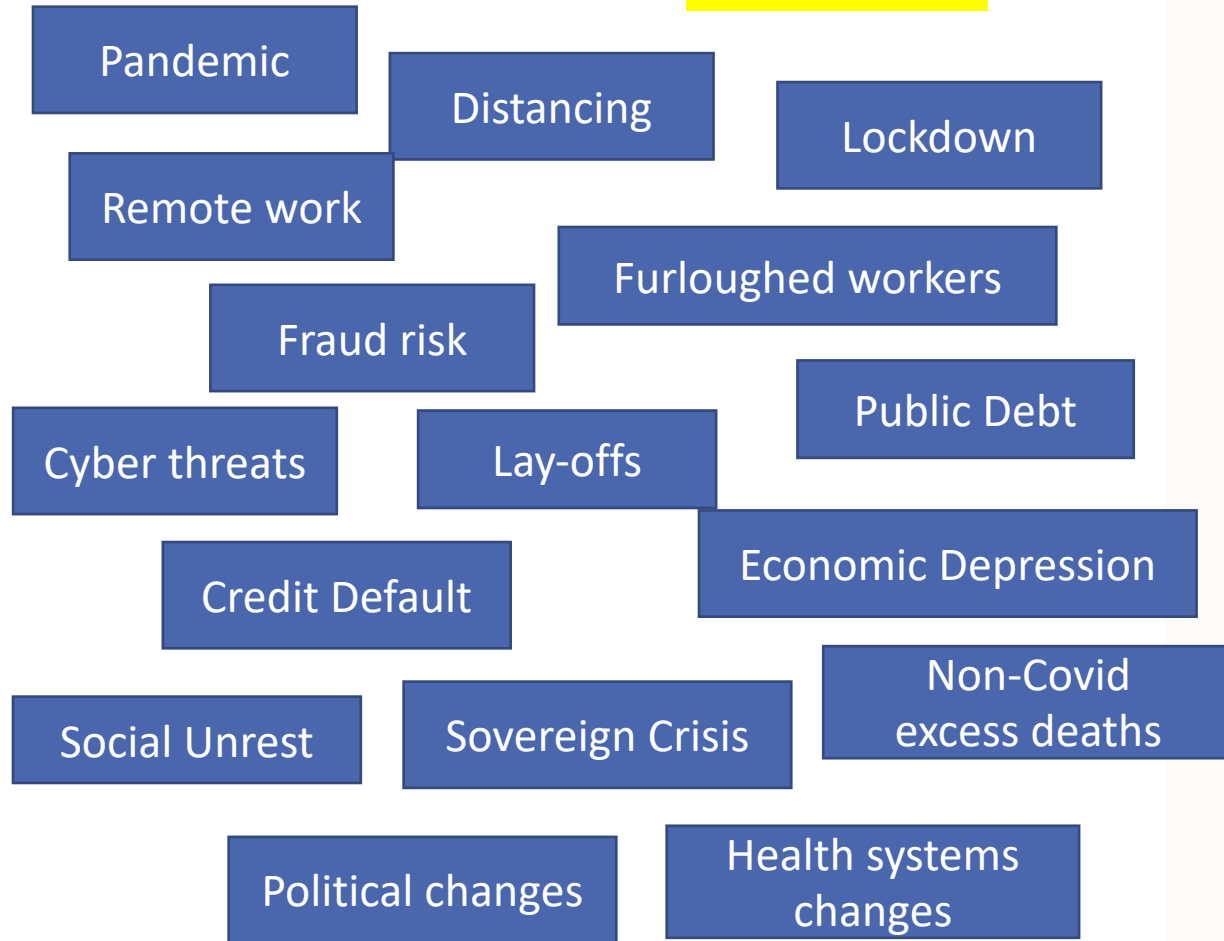 Pandemic
Distancing
Lockdown
Remote work
Furloughed workers
Fraud risk
Public Debt
Cyber threats
Lay-offs
Economic Depression
Credit Default
Non-Covid
excess deaths
Social Unrest
Sovereign Crisis
Political changes
Health systems
changes